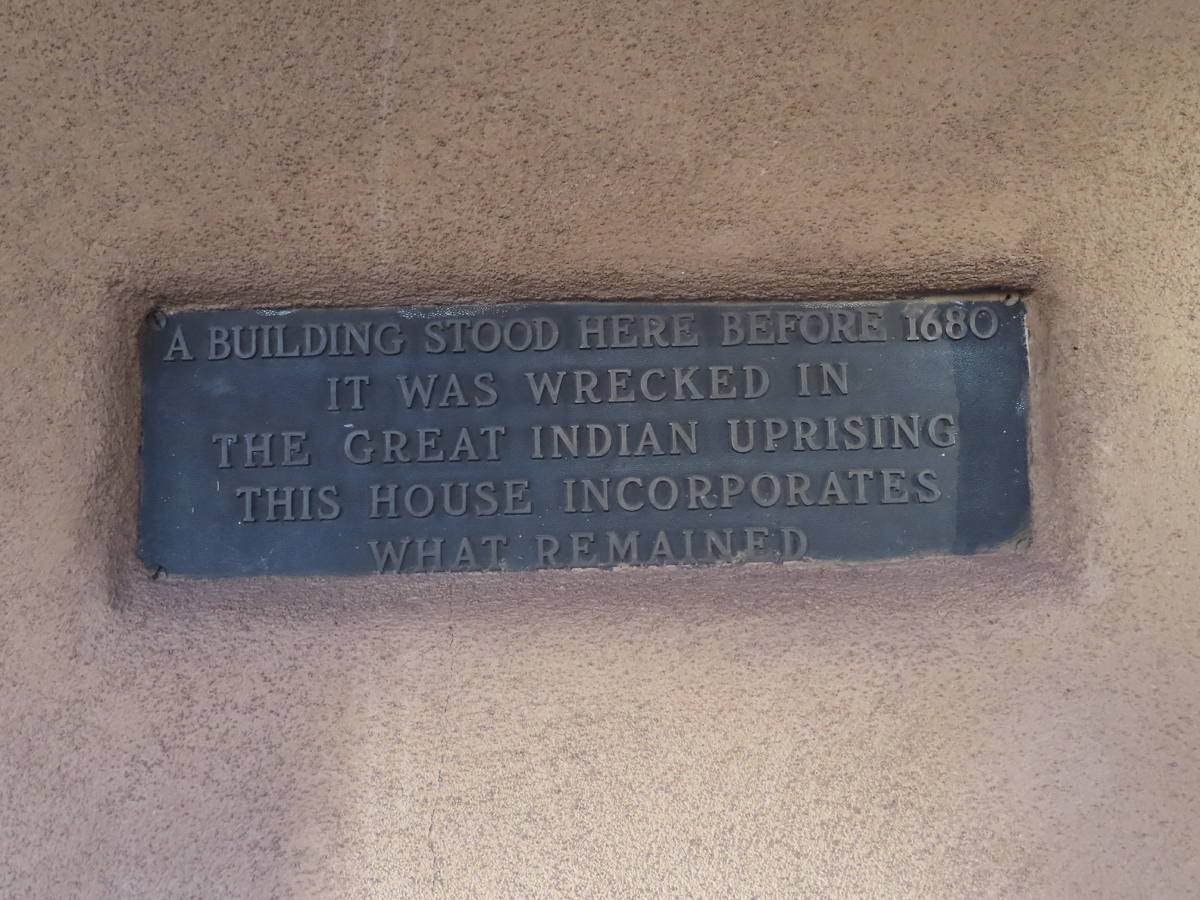 A BUILDING STOOD HERE BEFORE 1680
IT WAS WRECKED IN
THE GREAT INDIAN UPRISING
THIS HOUSE INCORPORATES
WHAT REMAINED